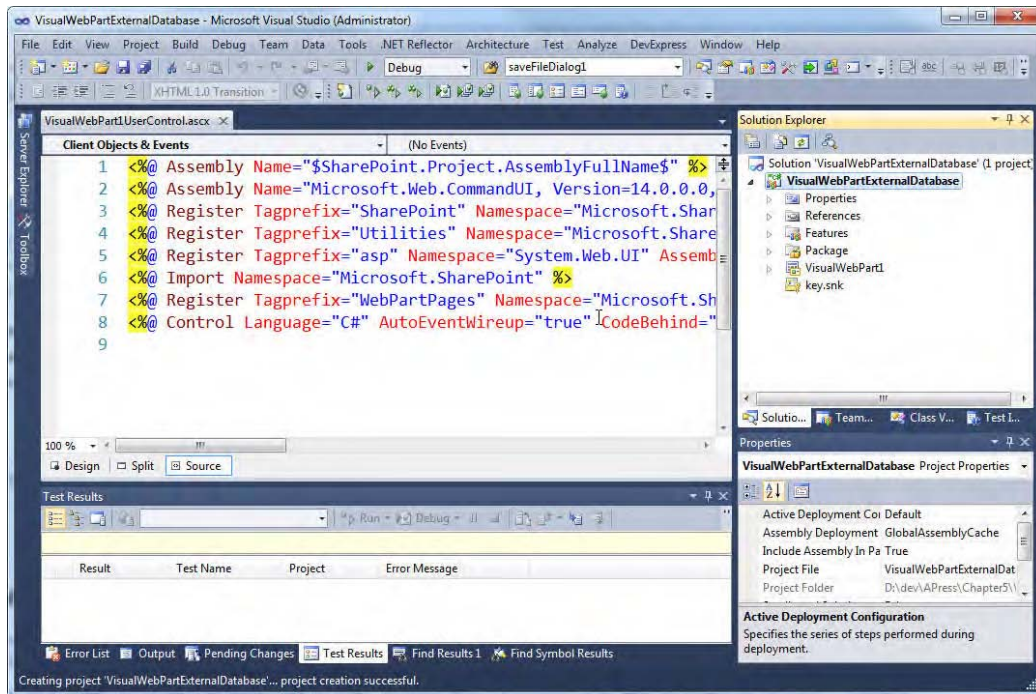 VisualWebPartExternalDatabase - Microsoft Visual Studio (Administrator)
File Edit View Project Build Debug Team Data Tools .NET Reflector Architecture Test Analyze DevExpress Window Help
Debug saveFileDialog1
XHTML 1.0 Transition
Server Explorer
Toolbox
VisualWebPart1UserControl.ascx
Client Objects & Events (No Events)
1 <%@ Assembly Name="$SharePoint.Project.AssemblyFullName$" %>
2 <%@ Assembly Name="Microsoft.Web.CommandUI, Version=14.0.0.0,
3 <%@ Register Tagprefix="SharePoint" Namespace="Microsoft.Shar
4 <%@ Register Tagprefix="Utilities" Namespace="Microsoft.Share
5 <%@ Register Tagprefix="asp" Namespace="System.Web.UI" Assemb
6 <%@ Import Namespace="Microsoft.SharePoint" %>
7 <%@ Register Tagprefix="WebPartPages" Namespace="Microsoft.Sh
8 <%@ Control Language="C#" AutoEventWireup="true" CodeBehind="
9
100 %
Design Split Source
Test Results
Run Debug
Result Test Name Project Error Message
Error List Output Pending Changes Test Results Find Results 1 Find Symbol Results
Creating project 'VisualWebPartExternalDatabase'... project creation successful.
Solution Explorer
Solution 'VisualWebPartExternalDatabase' (1 project
VisualWebPartExternalDatabase
Properties
References
Features
Package
VisualWebPart1
key.snk
Solutio... Team... Class V... Test I...
Properties
VisualWebPartExternalDatabase Project Properties
Active Deployment Co Default
Assembly Deployment GlobalAssemblyCache
Include Assembly In Pa True
Project File VisualWebPartExternalDat
Project Folder D:\dev\APress\Chapter5\
Active Deployment Configuration
Specifies the series of steps performed during
deployment.